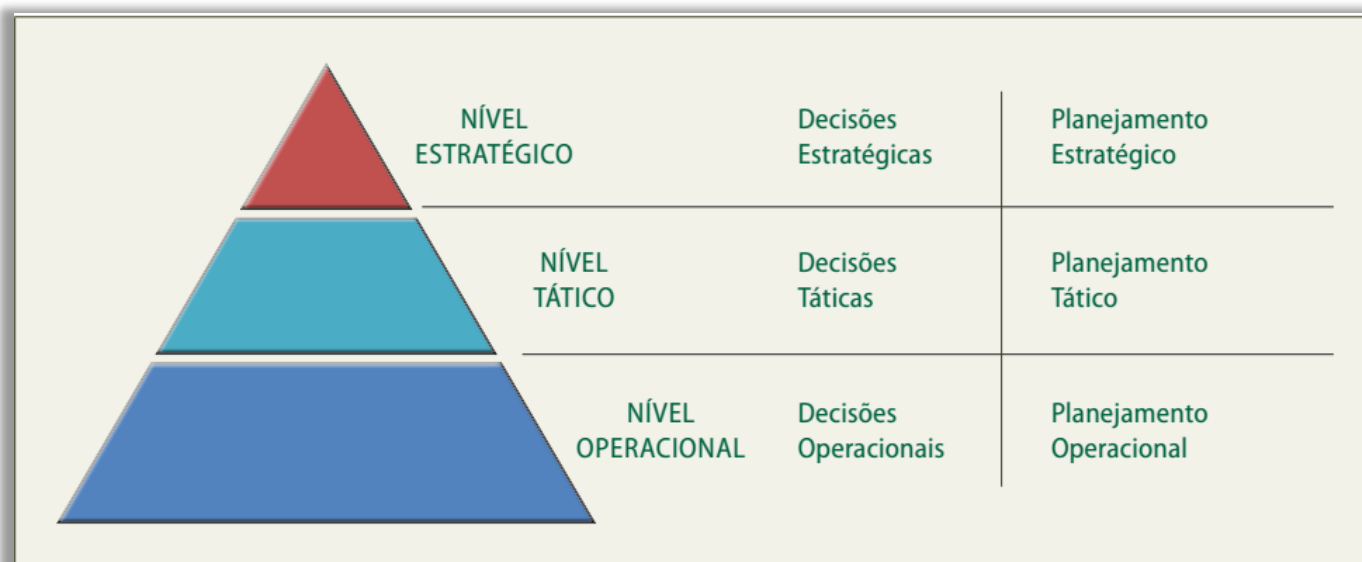 NÍVEL
ESTRATÉGICO
Decisões
Estratégicas
Planejamento
Estratégico
NÍVEL
TÁTICO
Decisões
Táticas
Planejamento
Tático
NÍVEL
OPERACIONAL
Decisões
Operacionais
Planejamento
Operacional